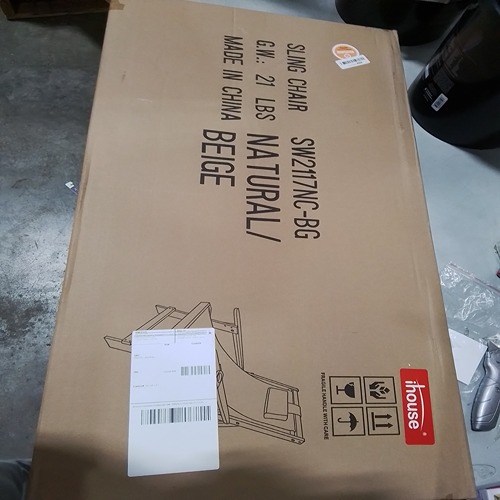 SLING CHAIR SW2117NC-BG
G.W.: 21 LBS NATURAL/
MADE IN CHINA BEIGE
ihouse
FRAGILE HANDLE WITH CARE